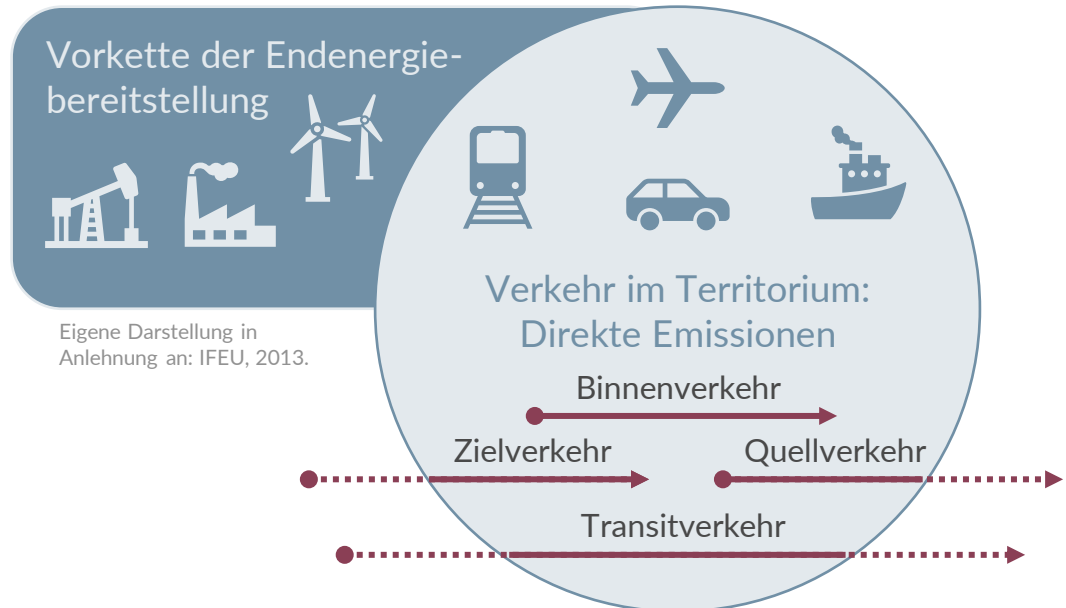 Vorkette der Endenergie-
bereitstellung
Eigene Darstellung in
Anlehnung an: IFEU, 2013.
Verkehr im Territorium:
Direkte Emissionen
Binnenverkehr
Zielverkehr
Quellverkehr
Transitverkehr